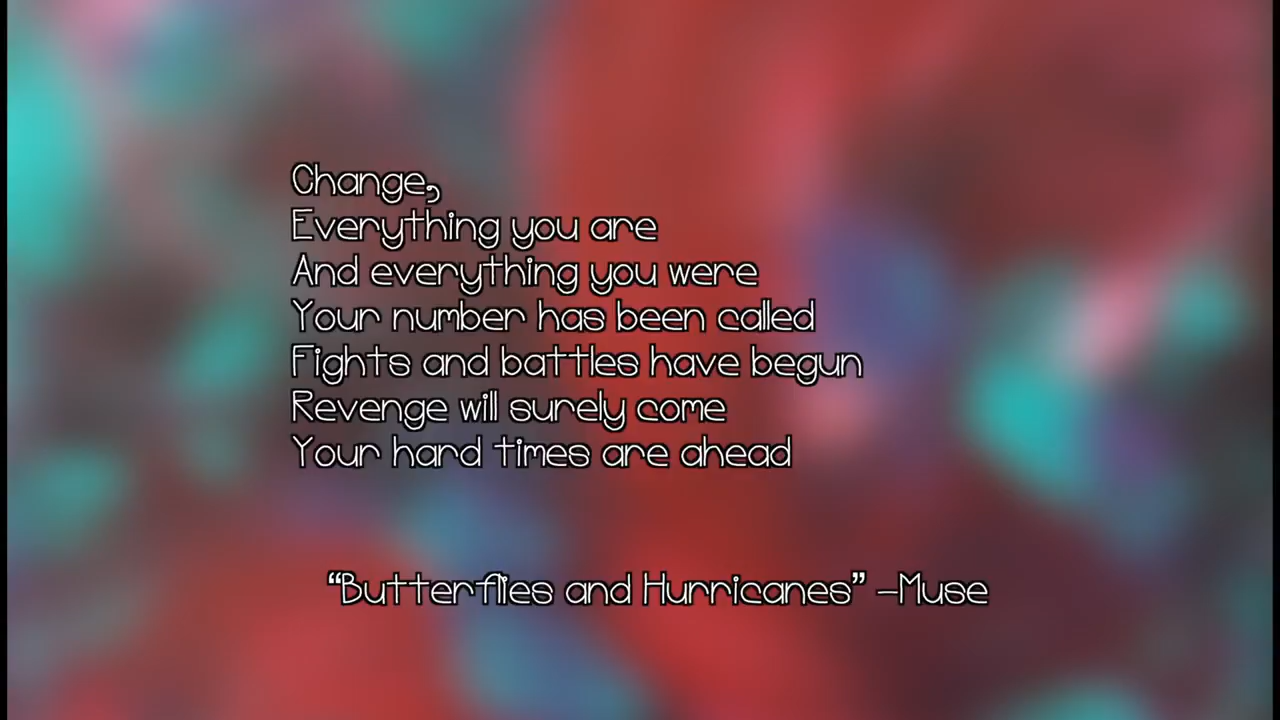 Change,
Everything you are
And everything you were
Your number has been called
Fights and battles have begun
Revenge will surely come
Your hard times are ahead
“Butterflies and Hurricanes” –Muse